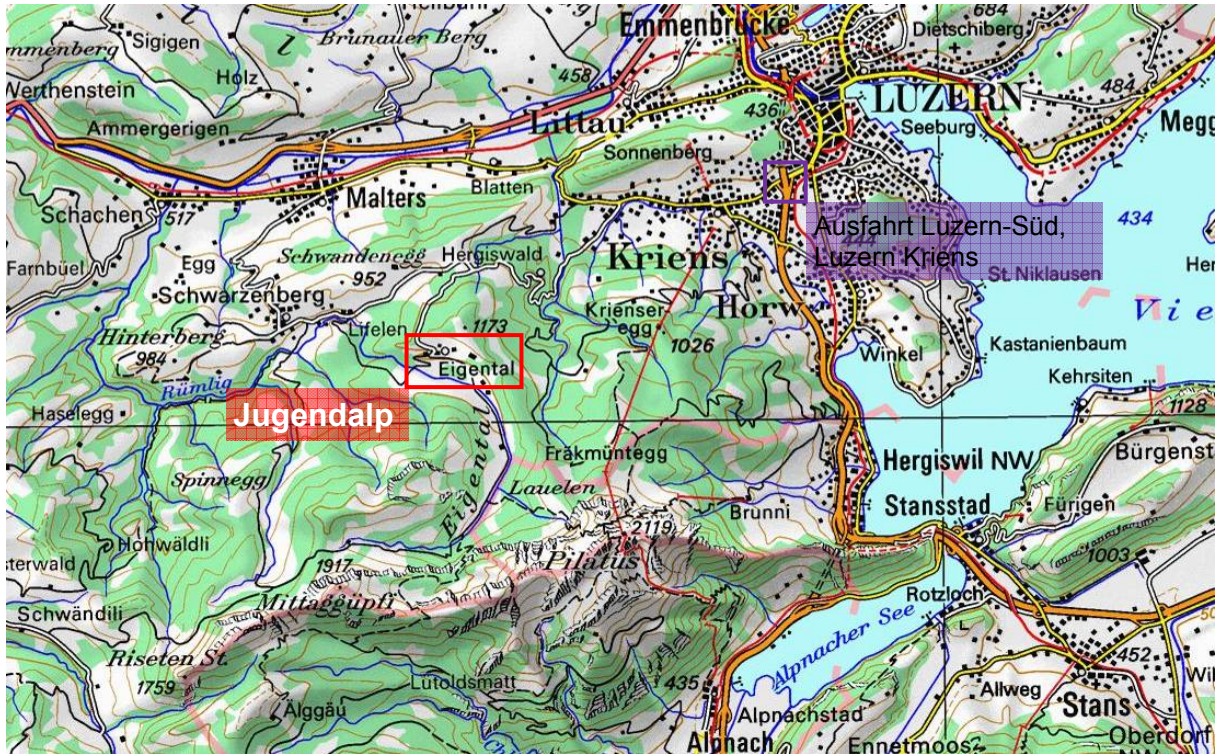 684
Hellbühl
Emmenbrücke
Dietschiberg
Sigigen
Brunauer Berg
Holz
458
Werthenstein
LUZERN
484
436
Ammergerigen
Littau
Seeburg
Megg
Sonnenberg
Blatten
Malters
Schachen
517
Ausfahrt Luzern-Süd,
Luzern Kriens
434
444
Schwandenegg
Hergiswald
Kriens
Farnbüel
Egg
952
St. Niklausen
Her
Schwarzenberg
Horw
Vie
Krienser-
egg
Lifelen
1173
Hinterberg
1026
984
Winkel
Kastanienbaum
Eigental
Kehrsiten
Rümlig
Haselegg
Jugendalp
1128
Fräkmüntegg
Hergiswil NW
Bürgenst
Eigental
Spinnegg
Lauelen
Stansstad
Brunni
Fürigen
2119
Hohwäldli
1003
sterwald
1917
Pilatus
Mittaggüpfi
Rotzloch
Schwändili
Alpnacher See
452
Riseten St.
Wil
1759
435
Lütoldsmatt
Allweg
Stans
Älggäu
Alpnachstad
Alpnach
Ennetmoos
Oberdorf